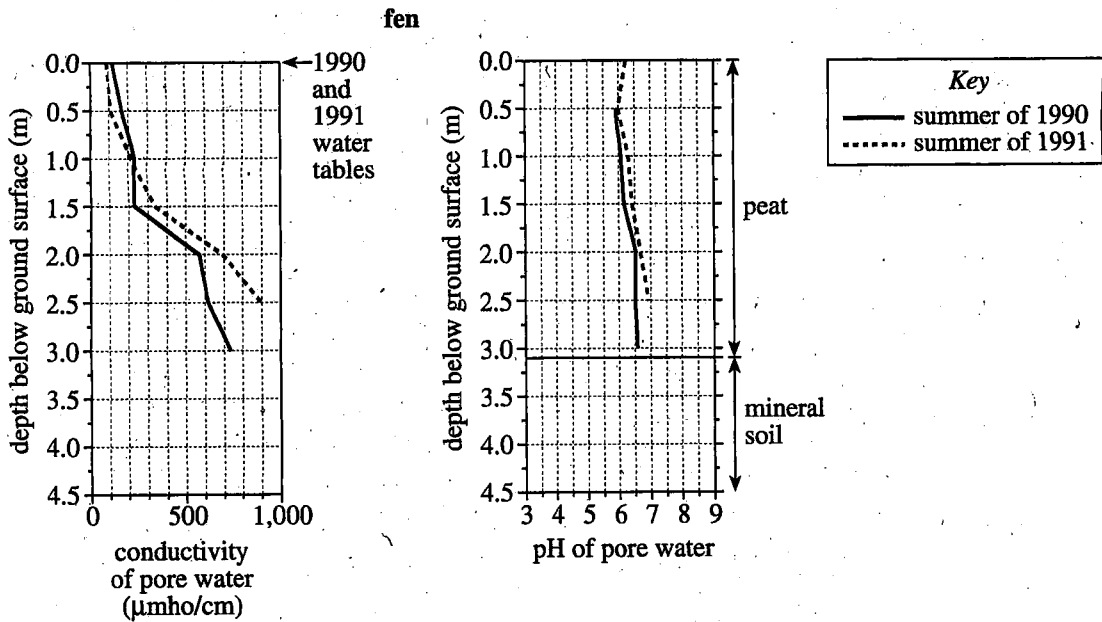 fen
0.0
0.5
1.0
1.5
2.0
2.5
3.0
3.5
4.0
4.5
depth below ground surface (m)
0
500
1,000
conductivity
of pore water
(μmho/cm)
1990
and
1991
water
tables
0.0
0.5
1.0
1.5
2.0
2.5
3.0
3.5
4.0
4.5
depth below ground surface (m)
3 4 5 6 7 8 9
pH of pore water
peat
mineral
soil
Key
summer of 1990
summer of 1991